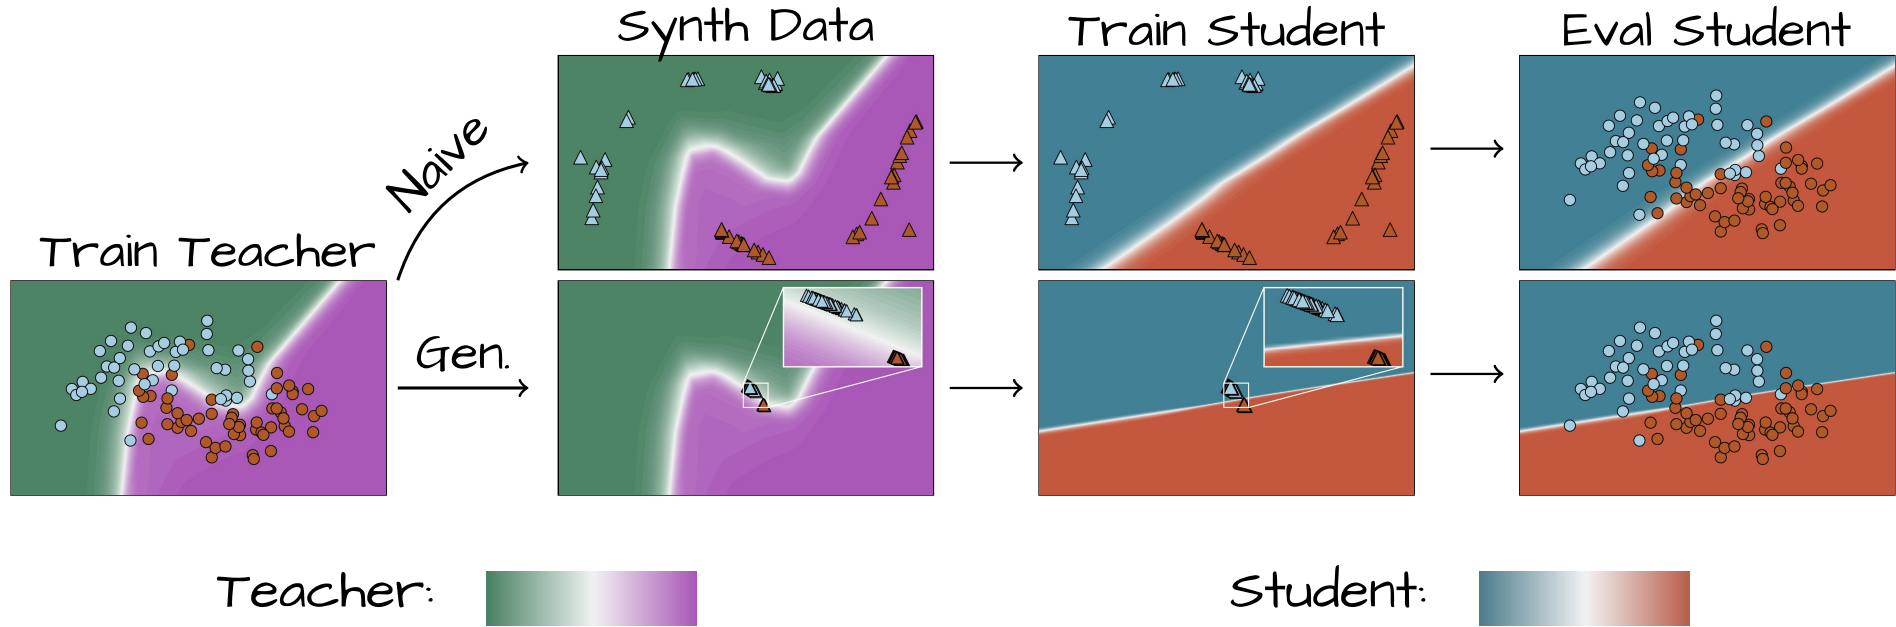 Synth Data
Train Student
Eval Student
Naive
Train Teacher
Gen.
Teacher:
Student: